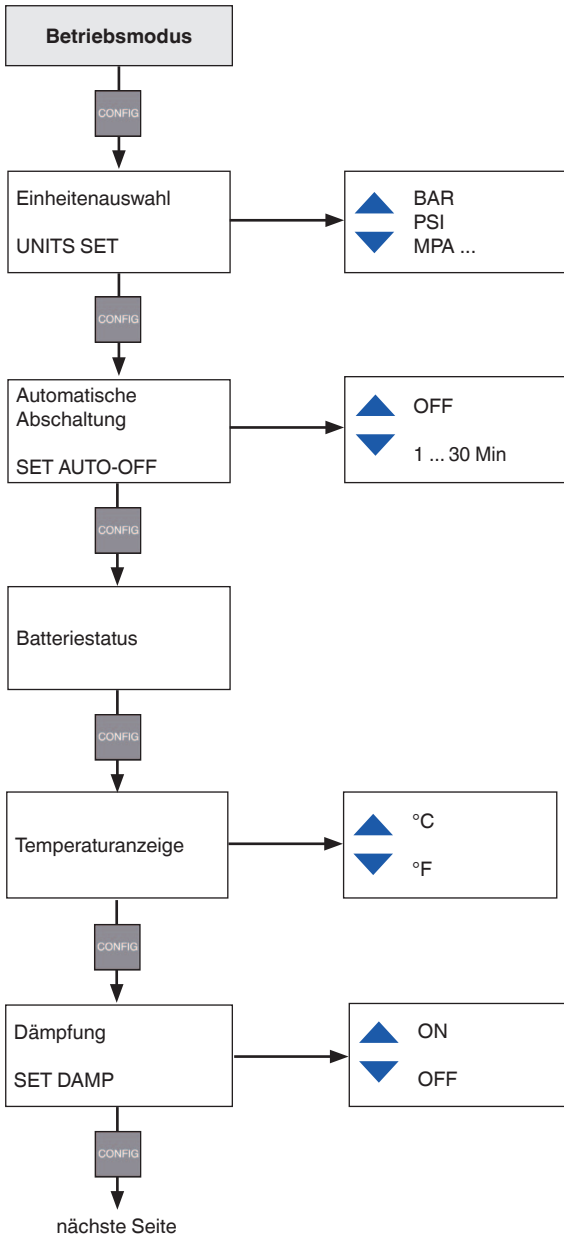 Betriebsmodus
CONFIG
Einheitenauswahl
UNITS SET
BAR
PSI
MPA ...
CONFIG
Automatische
Abschaltung
SET AUTO-OFF
OFF
1 ... 30 Min
CONFIG
Batteriestatus
CONFIG
Temperaturanzeige
°C
°F
CONFIG
Dämpfung
SET DAMP
ON
OFF
CONFIG
nächste Seite